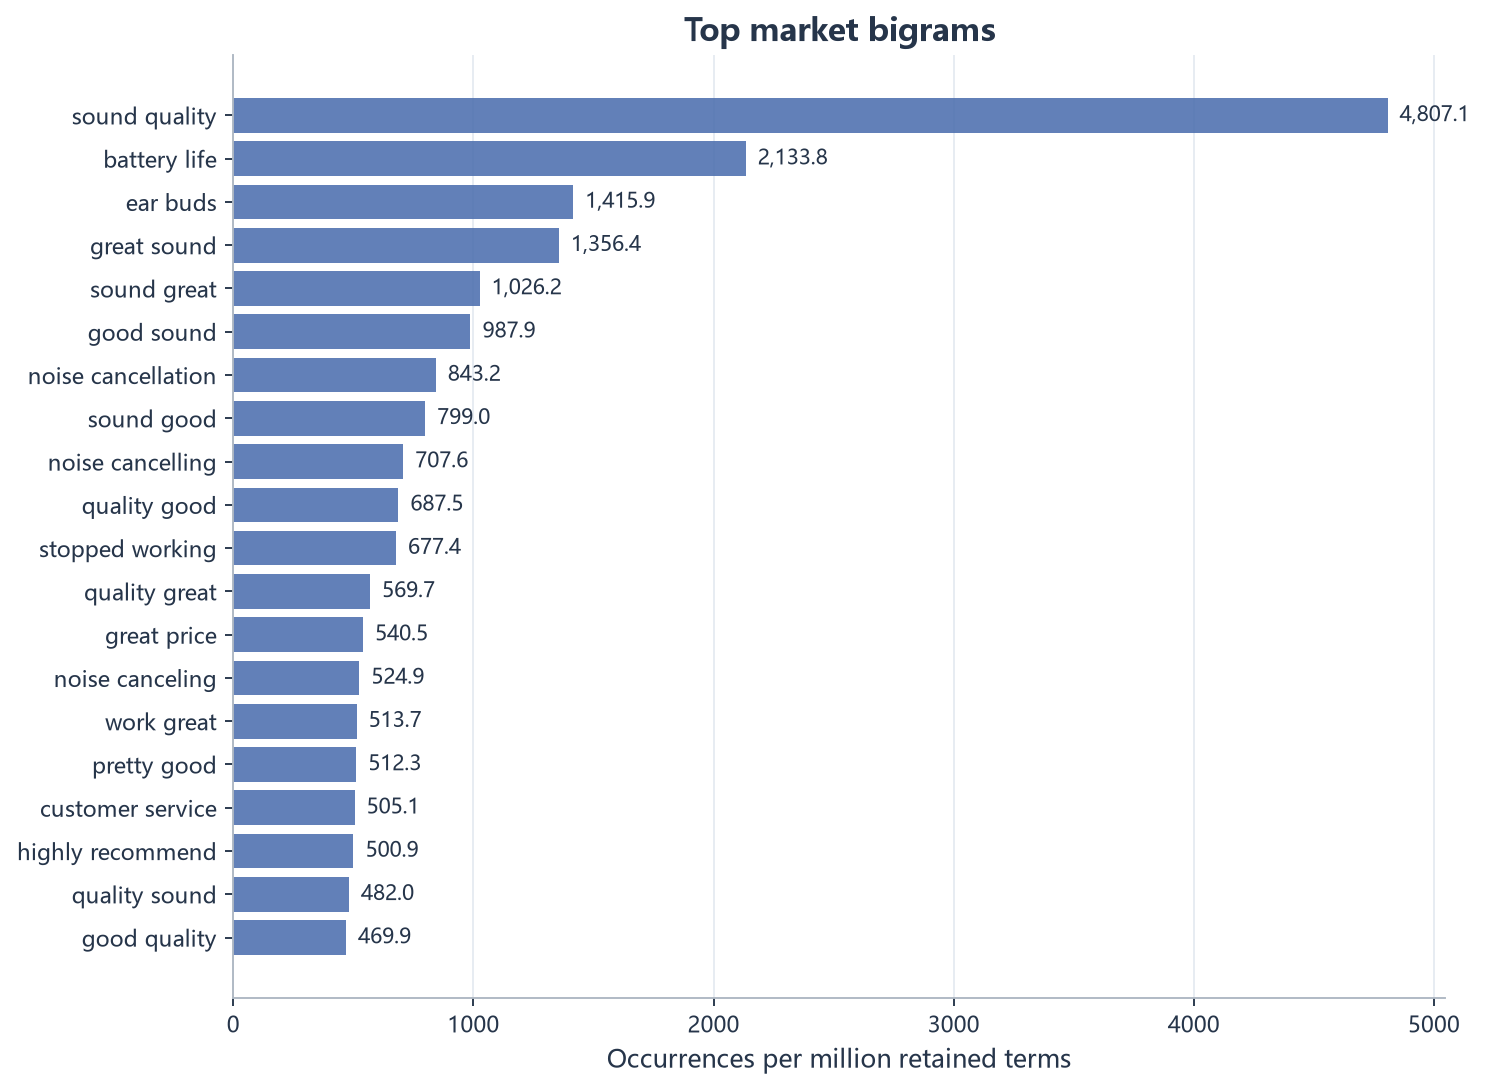 Top market bigrams
sound quality 4,807.1
battery life 2,133.8
ear buds 1,415.9
great sound 1,356.4
sound great 1,026.2
good sound 987.9
noise cancellation 843.2
sound good 799.0
noise cancelling 707.6
quality good 687.5
stopped working 677.4
quality great 569.7
great price 540.5
noise canceling 524.9
work great 513.7
pretty good 512.3
customer service 505.1
highly recommend 500.9
quality sound 482.0
good quality 469.9
0 1000 2000 3000 4000 5000
Occurrences per million retained terms